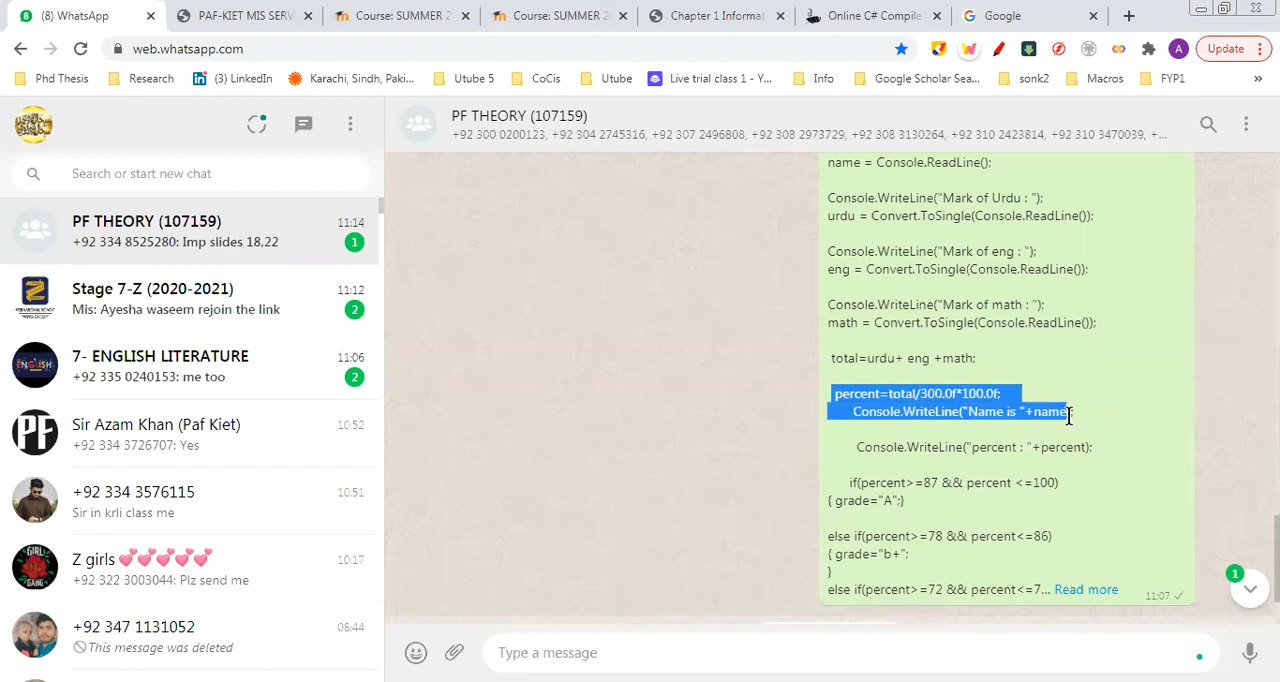 (8) WhatsApp
PAF-KIET MIS SERV
Course: SUMMER 2
Course: SUMMER 2
Chapter 1 Informat
Online C# Compile
Google
web.whatsapp.com
A
Update
Phd Thesis
Research
(3) LinkedIn
Karachi, Sindh, Paki...
Utube 5
CoCis
Utube
Live trial class 1 - Y...
Info
Google Scholar Sea...
sonk2
Macros
FYP1
»
PF THEORY (107159)
+92 300 0200123, +92 304 2745316, +92 307 2490808, +92 308 2973729, +92 308 3130264, +92 310 2423814, +92 310 3470039, +...
Search or start new chat
PF THEORY (107159)
11:14
+92 334 8525280: Imp slides 18,22
1
Stage 7-Z (2020-2021)
11:12
Mis: Ayesha waseem rejoin the link
2
7- ENGLISH LITERATURE
11:06
+92 335 0240153: me too
2
Sir Azam Khan (Paf Kiet)
10:52
+92 334 3726707: Yes
+92 334 3576115
10:51
Sir in krli class me
Z girls 💕💕💕💕💕
10:17
+92 322 3003044: Plz send me
+92 347 1131052
08:44
This message was deleted
name = Console.ReadLine();
Console.WriteLine("Mark of Urdu : ");
urdu = Convert.ToSingle(Console.ReadLine());
Console.WriteLine("Mark of eng : ");
eng = Convert.ToSingle(Console.ReadLine());
Console.WriteLine("Mark of math : ");
math = Convert.ToSingle(Console.ReadLine());
total=urdu+ eng +math;
percent=total/300.0f*100.0f;
Console.WriteLine("Name is "+name
Console.WriteLine("percent : "+percent);
if(percent>=87 && percent <=100)
{ grade="A";}
else if(percent>=78 && percent<=86)
{ grade="b+";
}
else if(percent>=72 && percent<=7... Read more
11:07
1
Type a message